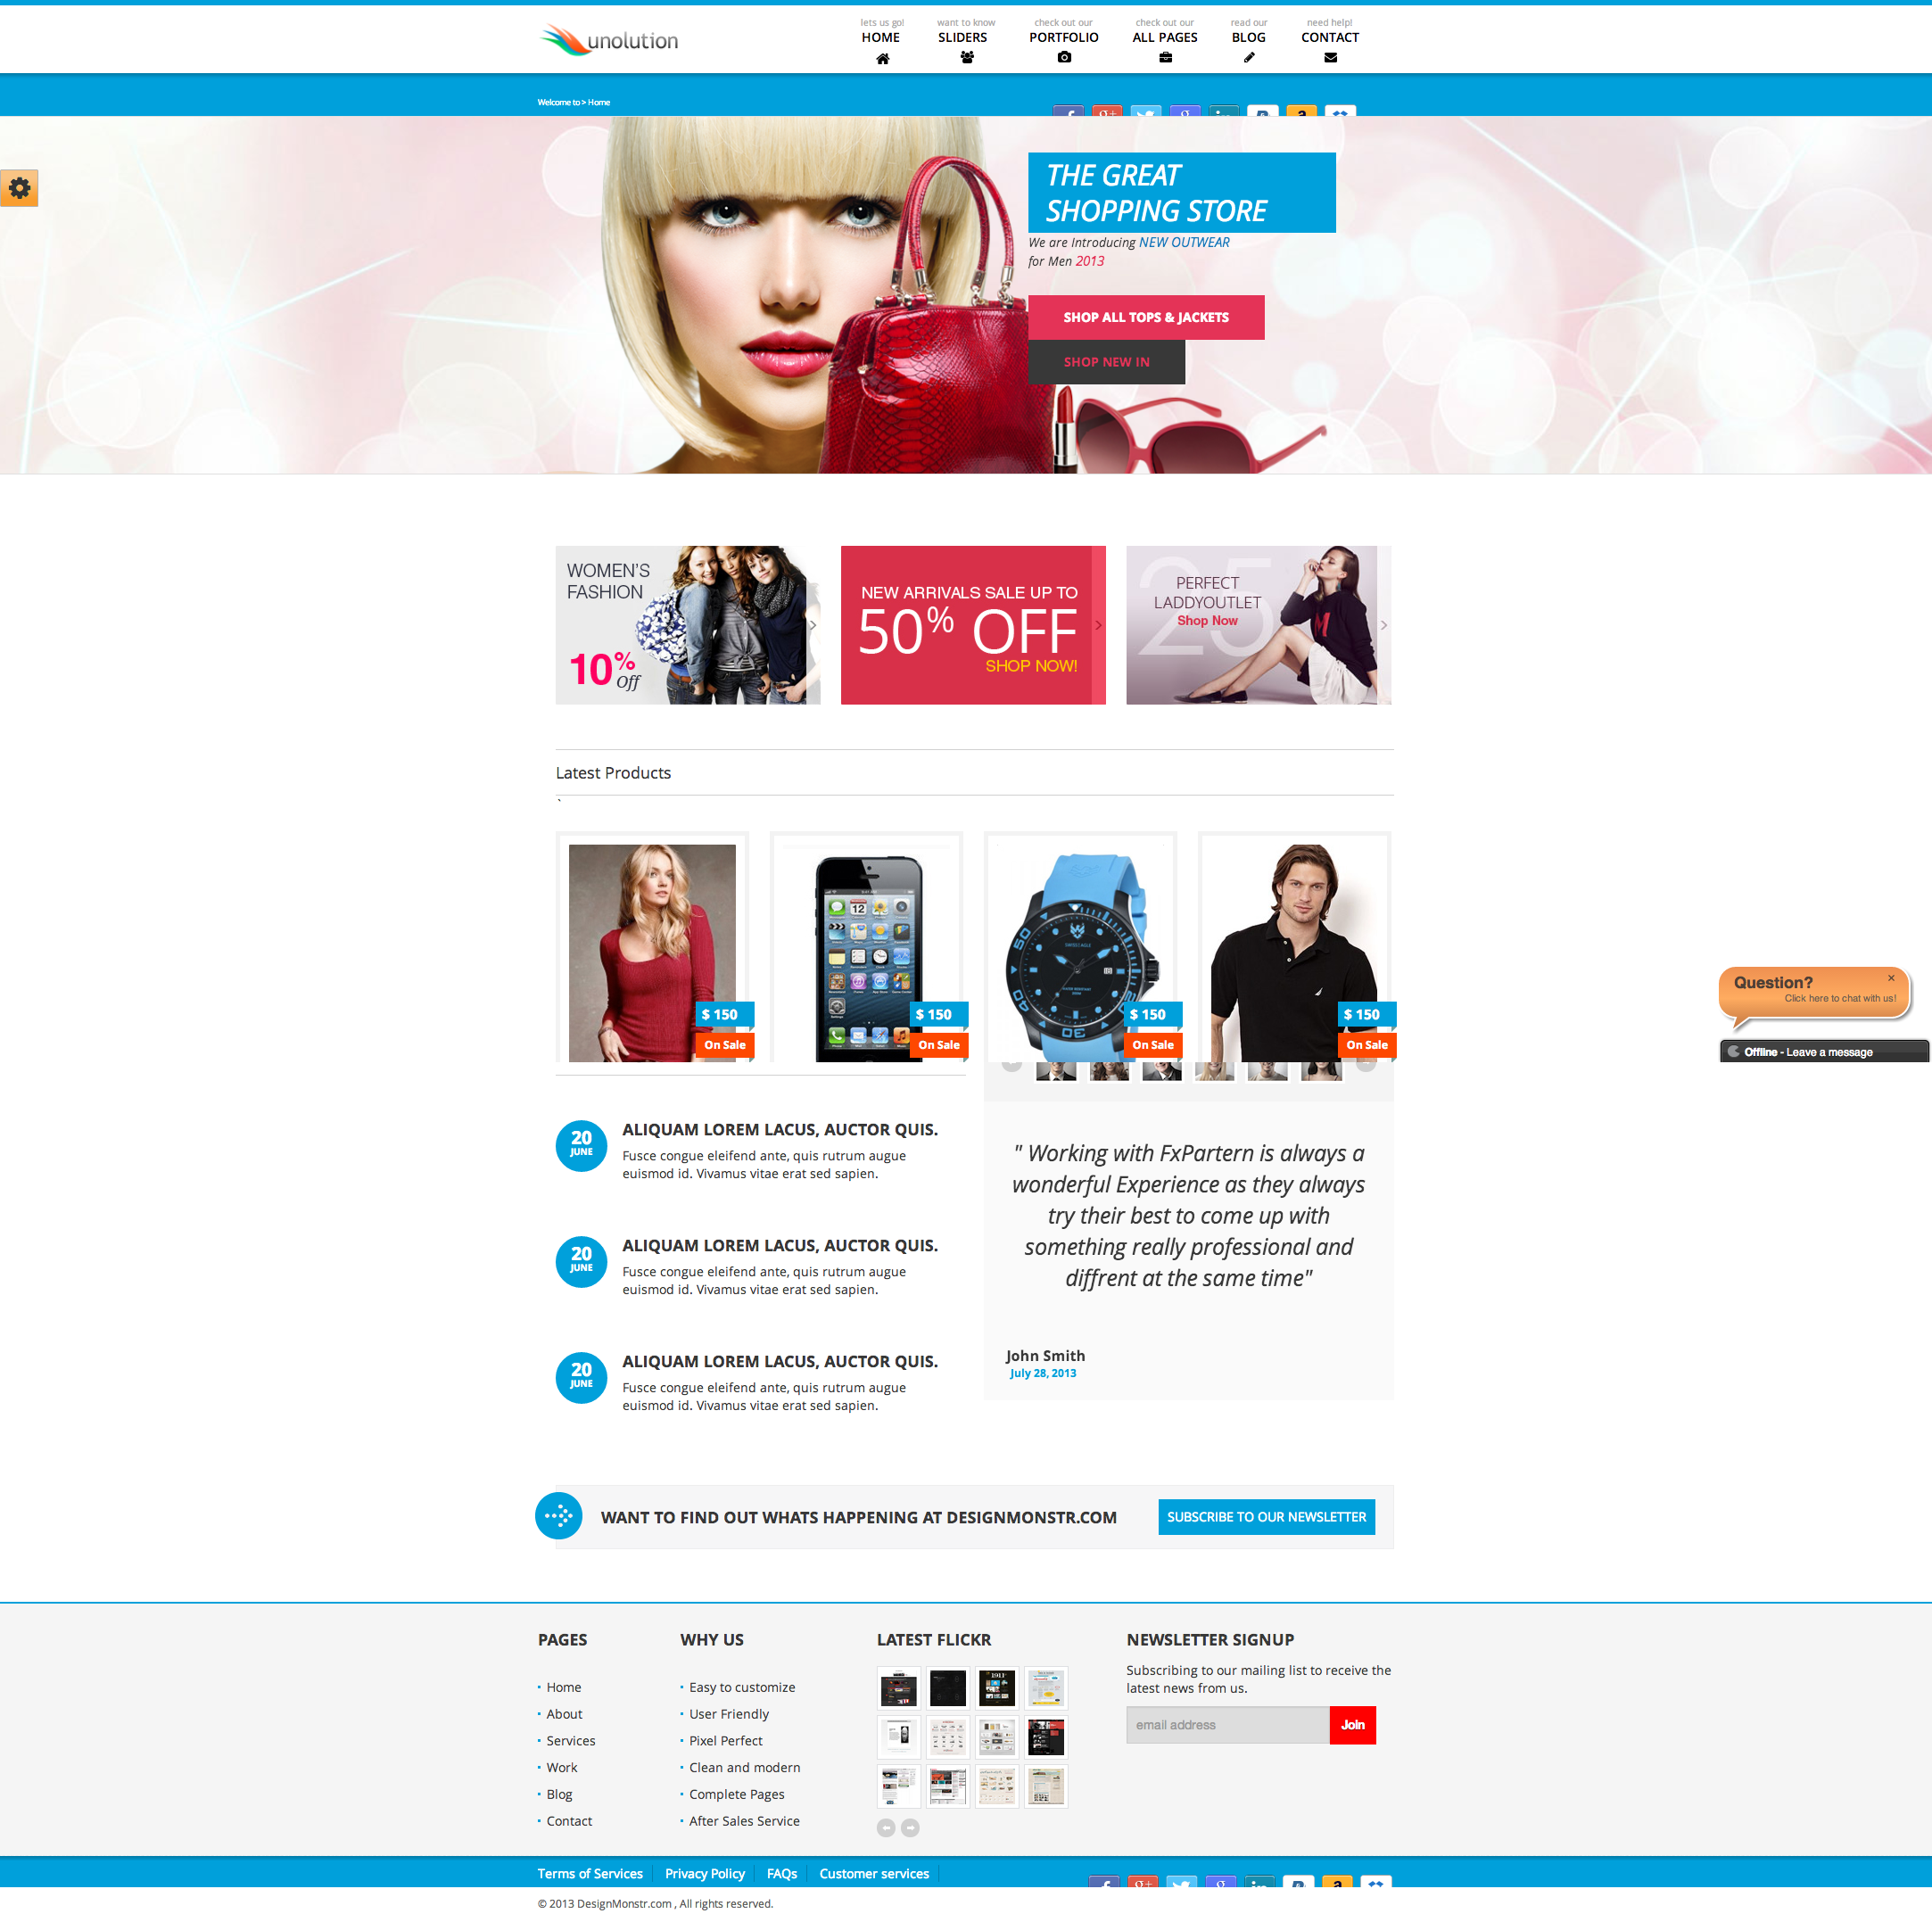 unolution
lets us go!
HOME
want to know
SLIDERS
check out our
PORTFOLIO
check out our
ALL PAGES
read our
BLOG
need help!
CONTACT
Welcome to > Home
THE GREAT
SHOPPING STORE
We are Introducing NEW OUTWEAR
for Men 2013
SHOP ALL TOPS & JACKETS
SHOP NEW IN
WOMEN'S
FASHION
10%
Off
NEW ARRIVALS SALE UP TO
50% OFF
SHOP NOW!
25
PERFECT
LADDYOUTLET
Shop Now
Latest Products
`
$ 150
On Sale
$ 150
On Sale
$ 150
On Sale
$ 150
On Sale
Question?
Click here to chat with us!
Offline - Leave a message
20
JUNE
ALIQUAM LOREM LACUS, AUCTOR QUIS.
Fusce congue eleifend ante, quis rutrum augue
euismod id. Vivamus vitae erat sed sapien.
20
JUNE
ALIQUAM LOREM LACUS, AUCTOR QUIS.
Fusce congue eleifend ante, quis rutrum augue
euismod id. Vivamus vitae erat sed sapien.
20
JUNE
ALIQUAM LOREM LACUS, AUCTOR QUIS.
Fusce congue eleifend ante, quis rutrum augue
euismod id. Vivamus vitae erat sed sapien.
" Working with FxPartern is always a
wonderful Experience as they always
try their best to come up with
something really professional and
diffrent at the same time"
John Smith
July 28, 2013
WANT TO FIND OUT WHATS HAPPENING AT DESIGNMONSTR.COM
SUBSCRIBE TO OUR NEWSLETTER
PAGES
Home
About
Services
Work
Blog
Contact
WHY US
Easy to customize
User Friendly
Pixel Perfect
Clean and modern
Complete Pages
After Sales Service
LATEST FLICKR
NEWSLETTER SIGNUP
Subscribing to our mailing list to receive the
latest news from us.
email address
Join
Terms of Services
Privacy Policy
FAQs
Customer services
© 2013 DesignMonstr.com , All rights reserved.